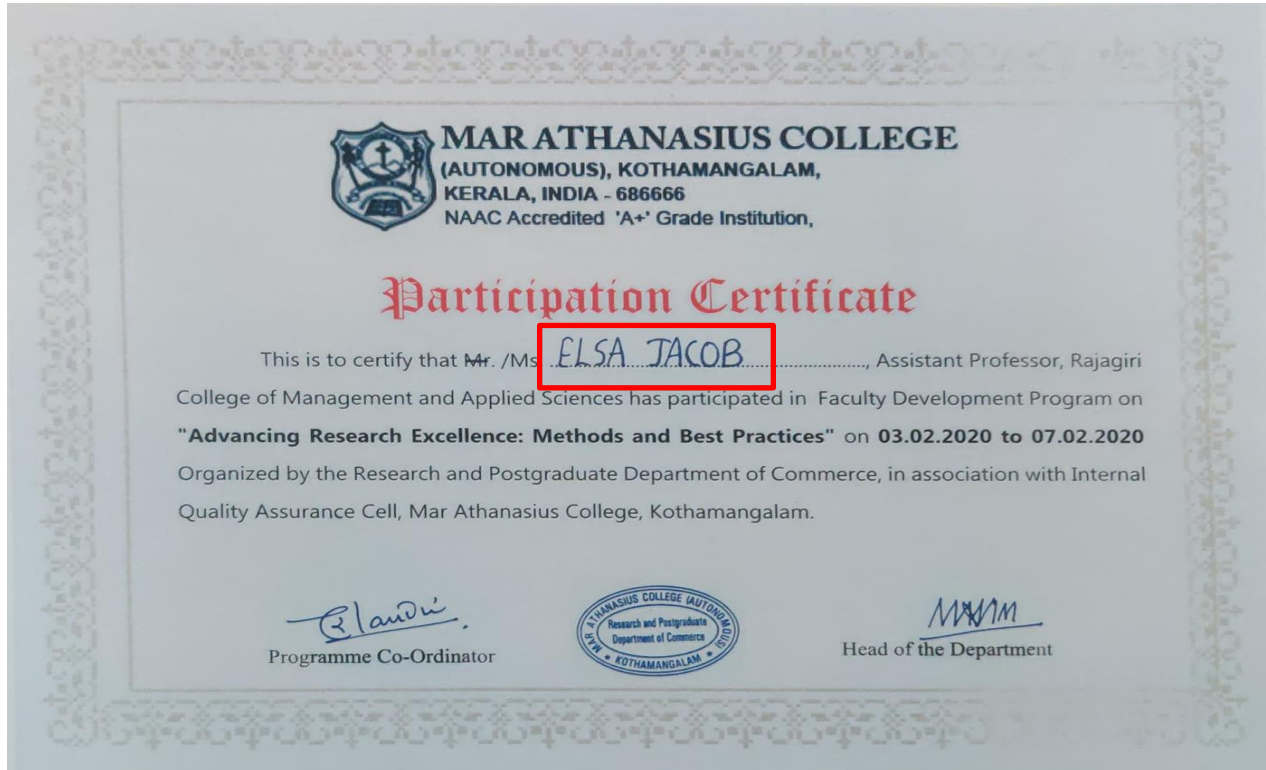 MAR ATHANASIUS COLLEGE
(AUTONOMOUS), KOTHAMANGALAM,
KERALA, INDIA - 686666
NAAC Accredited 'A+' Grade Institution,
Participation Certificate
This is to certify that Mr. /Ms. ELSA JACOB, Assistant Professor, Rajagiri
College of Management and Applied Sciences has participated in Faculty Development Program on
"Advancing Research Excellence: Methods and Best Practices" on 03.02.2020 to 07.02.2020
Organized by the Research and Postgraduate Department of Commerce, in association with Internal
Quality Assurance Cell, Mar Athanasius College, Kothamangalam.
MAR ATHANASIUS COLLEGE (AUTONOMOUS)
Research and Postgraduate
Department of Commerce
KOTHAMANGALAM
Programme Co-Ordinator
Head of the Department